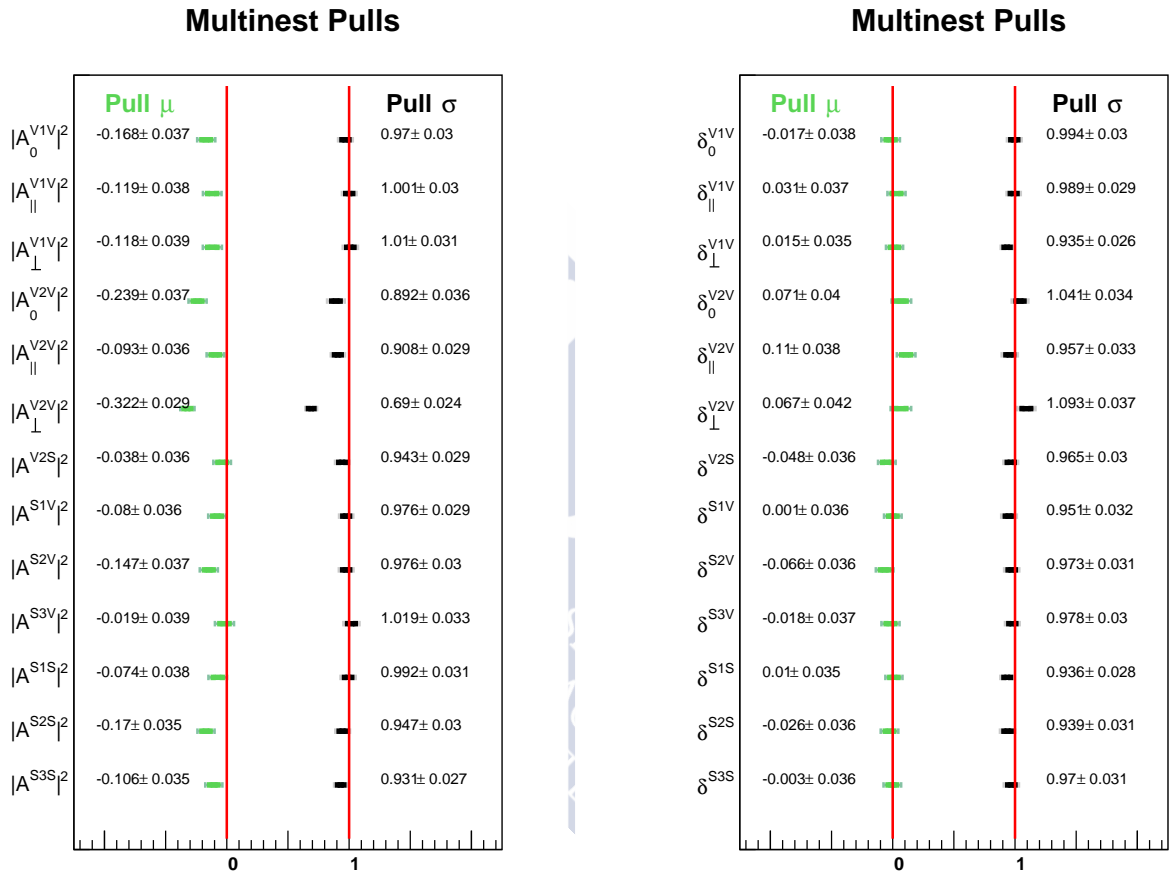 Multinest Pulls
Pull μ Pull σ
|A₀^V1V|² -0.168± 0.037 0.97± 0.03
|A_||^V1V|² -0.119± 0.038 1.001± 0.03
|A_⊥^V1V|² -0.118± 0.039 1.01± 0.031
|A₀^V2V|² -0.239± 0.037 0.892± 0.036
|A_||^V2V|² -0.093± 0.036 0.908± 0.029
|A_⊥^V2V|² -0.322± 0.029 0.69± 0.024
|A^V2S|² -0.038± 0.036 0.943± 0.029
|A^S1V|² -0.08± 0.036 0.976± 0.029
|A^S2V|² -0.147± 0.037 0.976± 0.03
|A^S3V|² -0.019± 0.039 1.019± 0.033
|A^S1S|² -0.074± 0.038 0.992± 0.031
|A^S2S|² -0.17± 0.035 0.947± 0.03
|A^S3S|² -0.106± 0.035 0.931± 0.027
0 1
Multinest Pulls
Pull μ Pull σ
δ₀^V1V -0.017± 0.038 0.994± 0.03
δ_||^V1V 0.031± 0.037 0.989± 0.029
δ_⊥^V1V 0.015± 0.035 0.935± 0.026
δ₀^V2V 0.071± 0.04 1.041± 0.034
δ_||^V2V 0.11± 0.038 0.957± 0.033
δ_⊥^V2V 0.067± 0.042 1.093± 0.037
δ^V2S -0.048± 0.036 0.965± 0.03
δ^S1V 0.001± 0.036 0.951± 0.032
δ^S2V -0.066± 0.036 0.973± 0.031
δ^S3V -0.018± 0.037 0.978± 0.03
δ^S1S 0.01± 0.035 0.936± 0.028
δ^S2S -0.026± 0.036 0.939± 0.031
δ^S3S -0.003± 0.036 0.97± 0.031
0 1